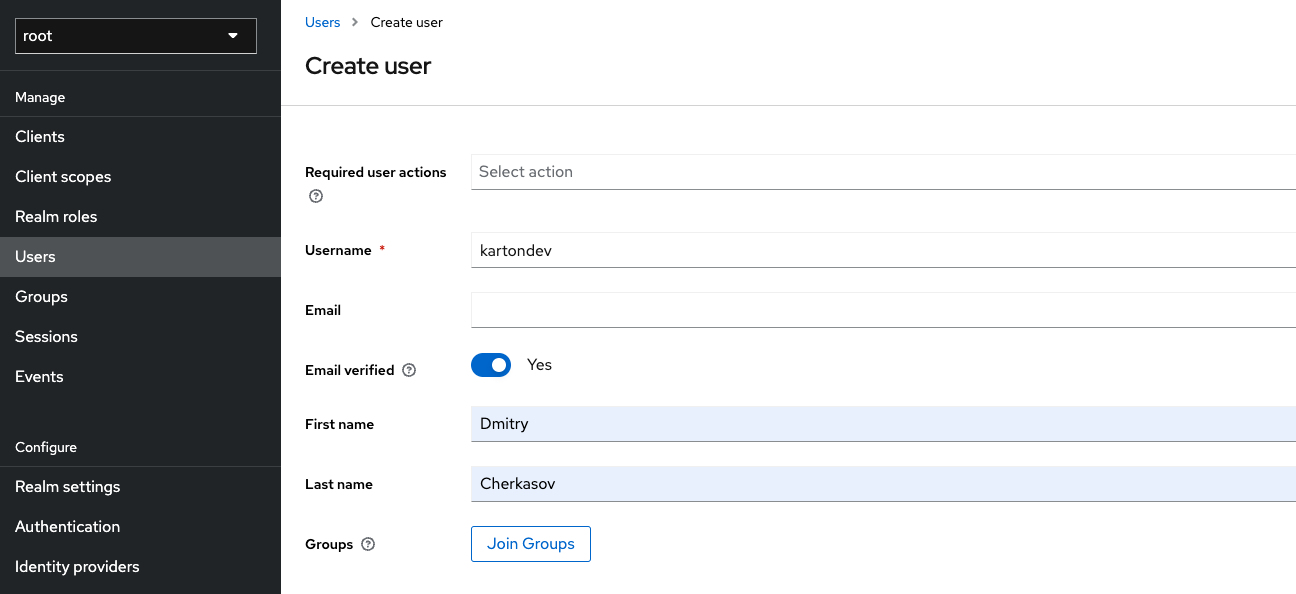 root
Manage
Clients
Client scopes
Realm roles
Users
Groups
Sessions
Events
Configure
Realm settings
Authentication
Identity providers
Users > Create user
Create user
Required user actions
Select action
Username *
kartondev
Email
Email verified
Yes
First name
Dmitry
Last name
Cherkasov
Groups
Join Groups